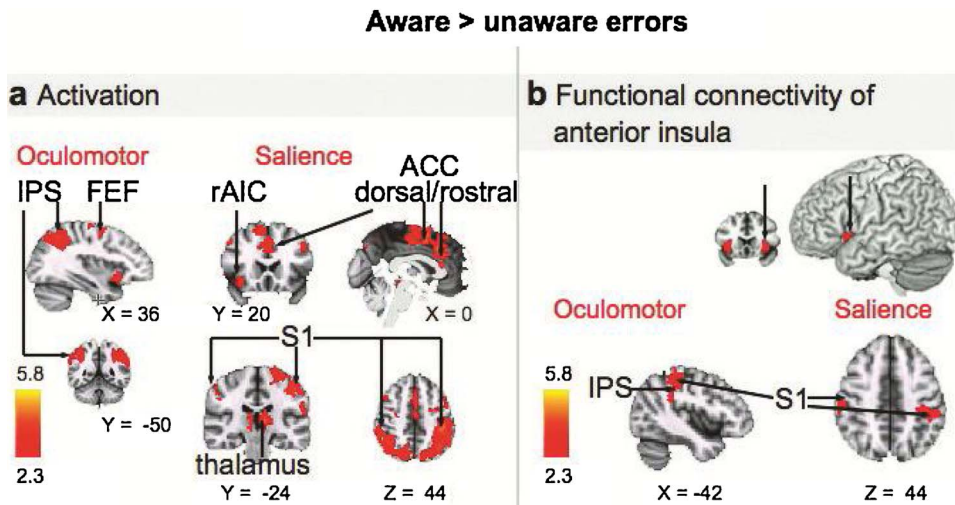 Aware > unaware errors
a Activation
Oculomotor
Salience
IPS
FEF
rAIC
ACC
dorsal/rostral
X = 36
Y = 20
X = 0
S1
5.8
2.3
Y = -50
thalamus
Y = -24
Z = 44
b Functional connectivity of
anterior insula
Oculomotor
Salience
5.8
2.3
IPS
S1
X = -42
Z = 44